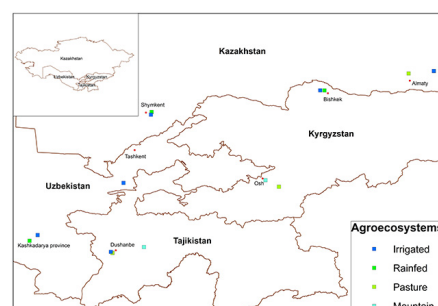 Kazakhstan
Kazakhstan
Uzbekistan
Kyrgyzstan
Tajikistan
Almaty
Bishkek
Shymkent
Kyrgyzstan
Tashkent
Osh
Uzbekistan
Kashkadarya province
Dushanbe
Tajikistan
Agroecosystems
Irrigated
Rainfed
Pasture
Mountain